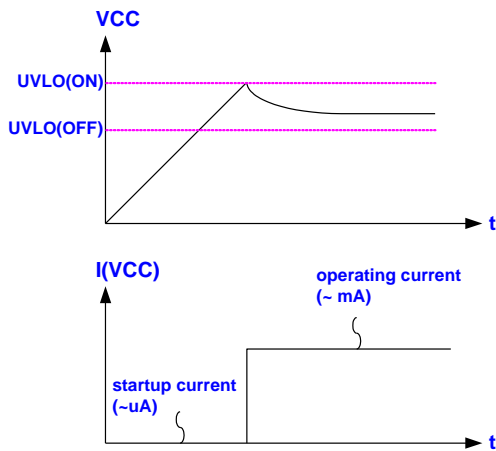 VCC
UVLO(ON)
UVLO(OFF)
t
I(VCC)
operating current
(~ mA)
startup current
(~uA)
t